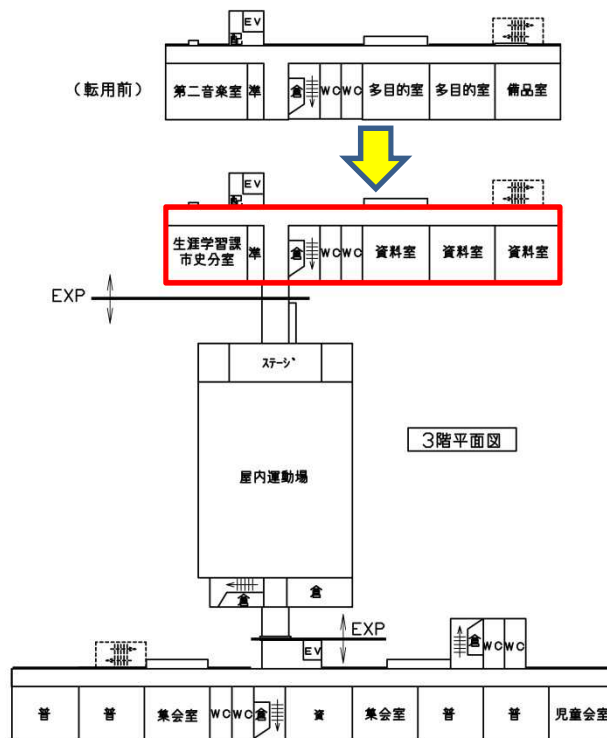 EV
配
(転用前)
第二音楽室 準 倉 WC 多目的室 多目的室 備品室
EV
配
生涯学習課
市史分室 準 倉 WC WC 資料室 資料室 資料室
EXP
ステージ
3階平面図
屋内運動場
倉 倉
EXP
倉 WC WC
EV
普 普 集会室 WC WC 倉 資 集会室 普 普 児童会室